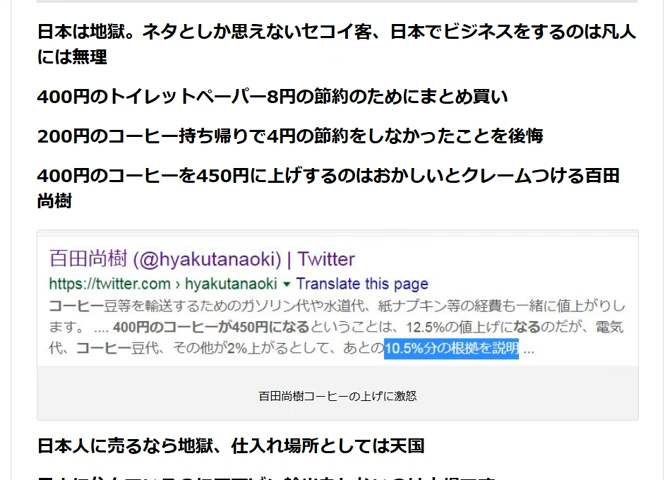 日本は地獄。ネタとしか思えないセコイ客、日本でビジネスをするのは凡人
には無理
400円のトイレットペーパー8円の節約のためにまとめ買い
200円のコーヒー持ち帰りで4円の節約をしなかったことを後悔
400円のコーヒーを450円に上げするのはおかしいとクレームつける百田
尚樹
百田尚樹 (@hyakutanaoki) | Twitter
https://twitter.com › hyakutanaoki ▾ Translate this page
コーヒー豆等を輸送するためのガソリン代や水道代、紙ナプキン等の経費も一緒に値上がりし
ます。 .... 400円のコーヒーが450円になるということは、12.5%の値上げになるのだが、電気
代、コーヒー豆代、その他が2%上がるとして、あとの10.5%分の根拠を説明 ...
百田尚樹コーヒーの上げに激怒
日本人に売るなら地獄、仕入れ場所としては天国